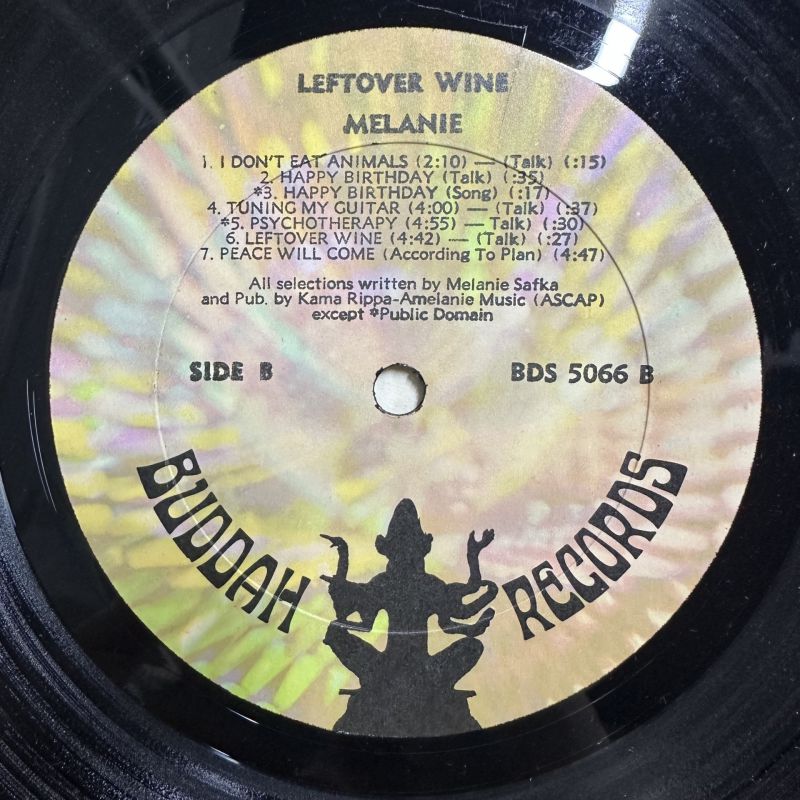 LEFTOVER WINE
MELANIE
1. I DON'T EAT ANIMALS (2:10) — (Talk) (:15)
2. HAPPY BIRTHDAY (Talk) (:35)
*3. HAPPY BIRTHDAY (Song) (:17)
4. TUNING MY GUITAR (4:00) — (Talk) (:37)
*5. PSYCHOTHERAPY (4:55) — Talk) (:30)
6. LEFTOVER WINE (4:42) — (Talk) (:27)
7. PEACE WILL COME (According To Plan) (4:47)
All selections written by Melanie Safka
and Pub. by Kama Rippa-Amelanie Music (ASCAP)
except *Public Domain
SIDE B
BDS 5066 B
BUDDAH RECORDS